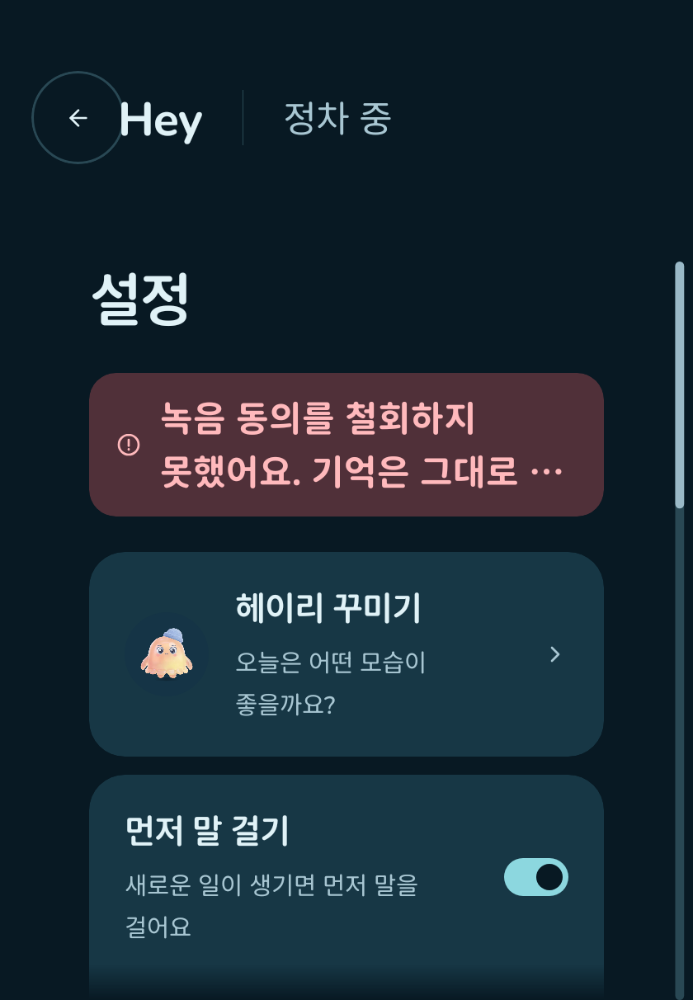 Hey
정차 중
설정
녹음 동의를 철회하지
못했어요. 기억은 그대로 ···
헤이리 꾸미기
오늘은 어떤 모습이
좋을까요?
먼저 말 걸기
새로운 일이 생기면 먼저 말을
걸어요